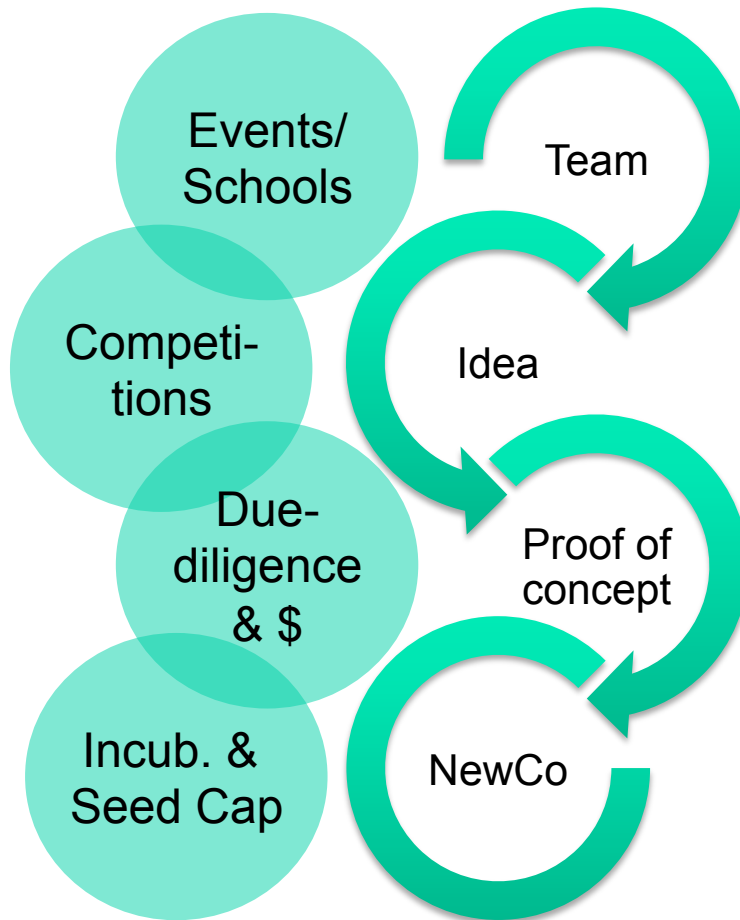 Events/
Schools
Team
Competi-
tions
Idea
Due-
diligence
& $
Proof of
concept
Incub. &
Seed Cap
NewCo